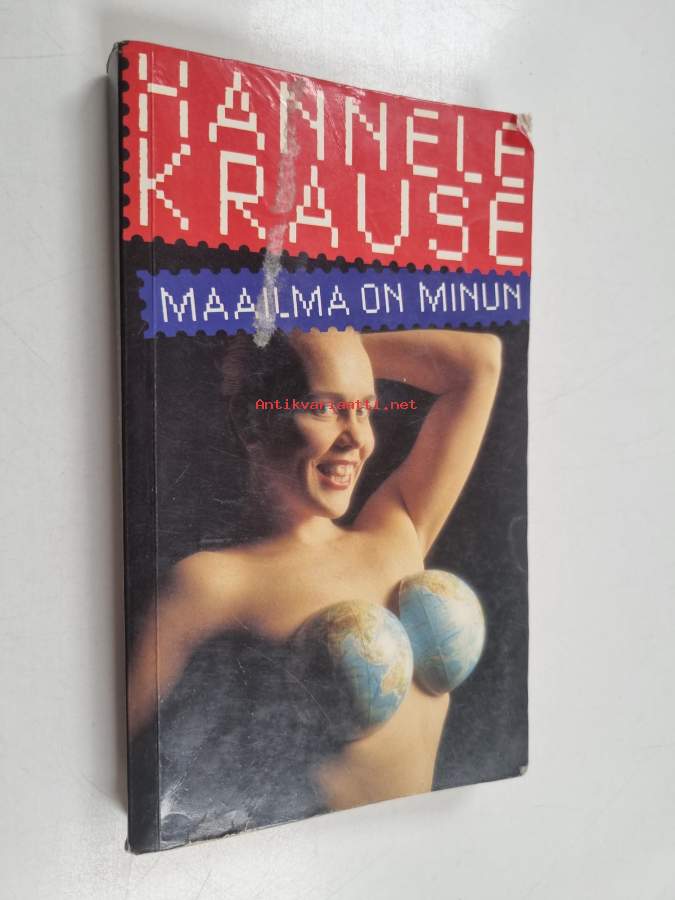 HANNELE
KRAUSE
MAAILMA ON MINUN
Antikvariaatti.net